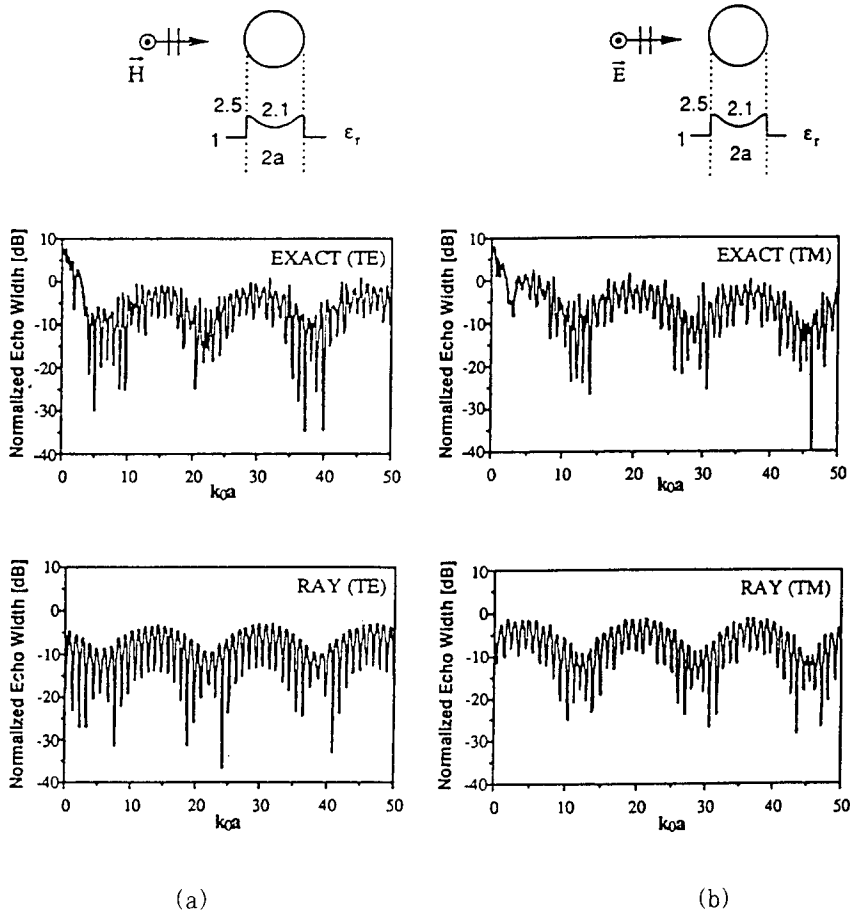 H
2.5 2.1
1 εr
2a
E
2.5 2.1
1 εr
2a
Normalized Echo Width [dB]
EXACT (TE)
10
0
-10
-20
-30
-40
0 10 20 30 40 50
k0a
Normalized Echo Width [dB]
EXACT (TM)
10
0
-10
-20
-30
-40
0 10 20 30 40 50
k0a
Normalized Echo Width [dB]
RAY (TE)
10
0
-10
-20
-30
-40
0 10 20 30 40 50
k0a
Normalized Echo Width [dB]
RAY (TM)
10
0
-10
-20
-30
-40
0 10 20 30 40 50
k0a
(a) (b)